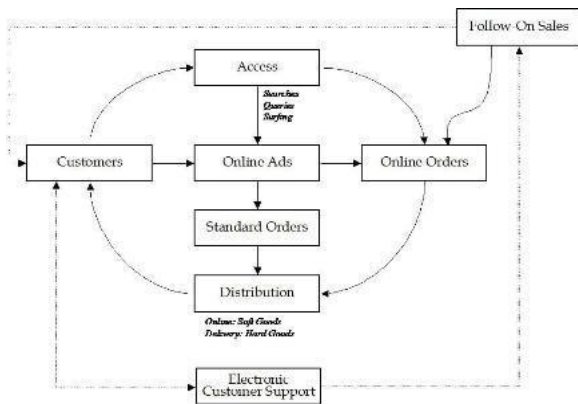 Follow-On Sales
Access
Searches
Queries
Surfing
Customers
Online Ads
Online Orders
Standard Orders
Distribution
Online: Soft Goods
Delivery: Hard Goods
Electronic
Customer Support